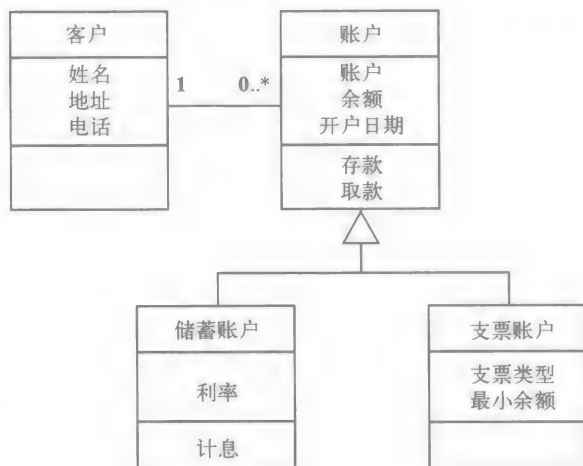 客户
姓名
地址
电话
1
0..*
账户
账户
余额
开户日期
存款
取款
储蓄账户
利率
计息
支票账户
支票类型
最小余额